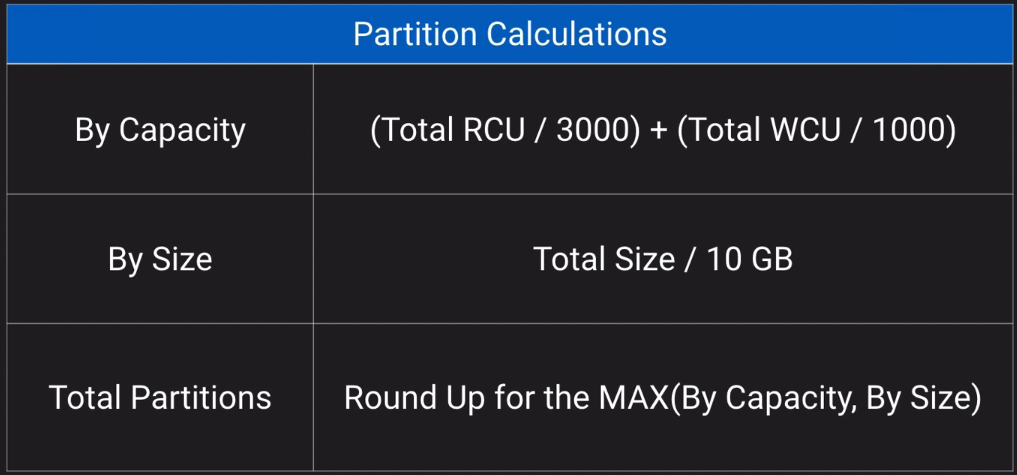 Partition Calculations
By Capacity
(Total RCU / 3000) + (Total WCU / 1000)
By Size
Total Size / 10 GB
Total Partitions
Round Up for the MAX(By Capacity, By Size)